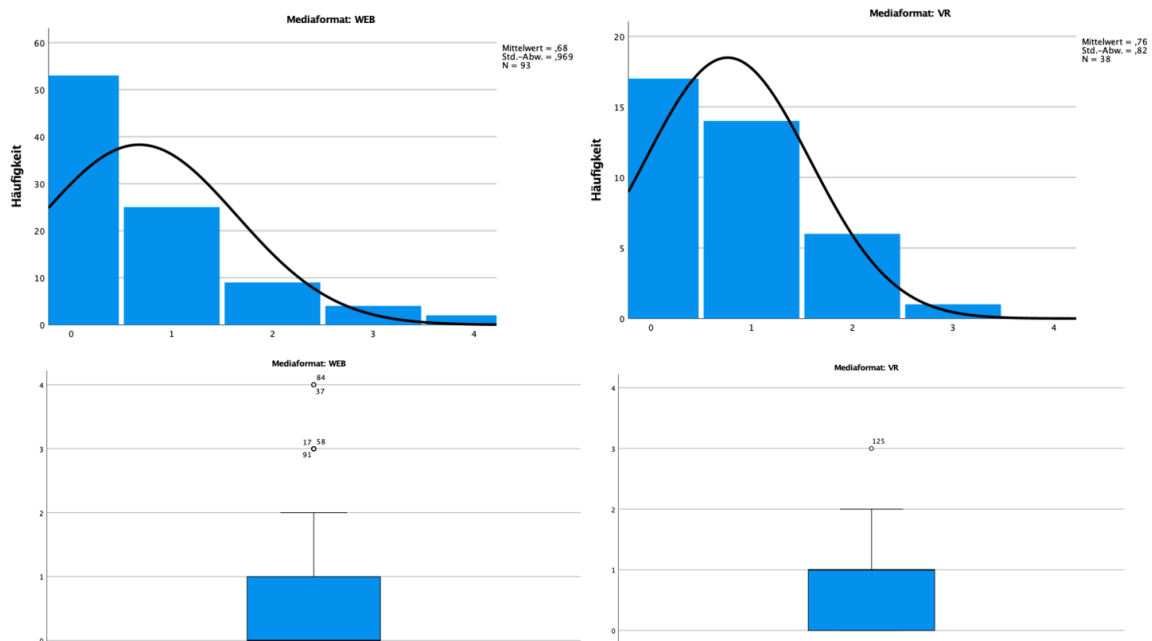 Mediaformat: WEB
Mittelwert = ,68
Std.-Abw. = ,969
N = 93
Häufigkeit
60
50
40
30
20
10
0
0 1 2 3 4
Mediaformat: VR
Mittelwert = ,76
Std.-Abw. = ,82
N = 38
Häufigkeit
20
15
10
5
0
0 1 2 3 4
Mediaformat: WEB
4
3
2
1
0
84
37
17 58
91
Mediaformat: VR
4
3
2
1
0
125